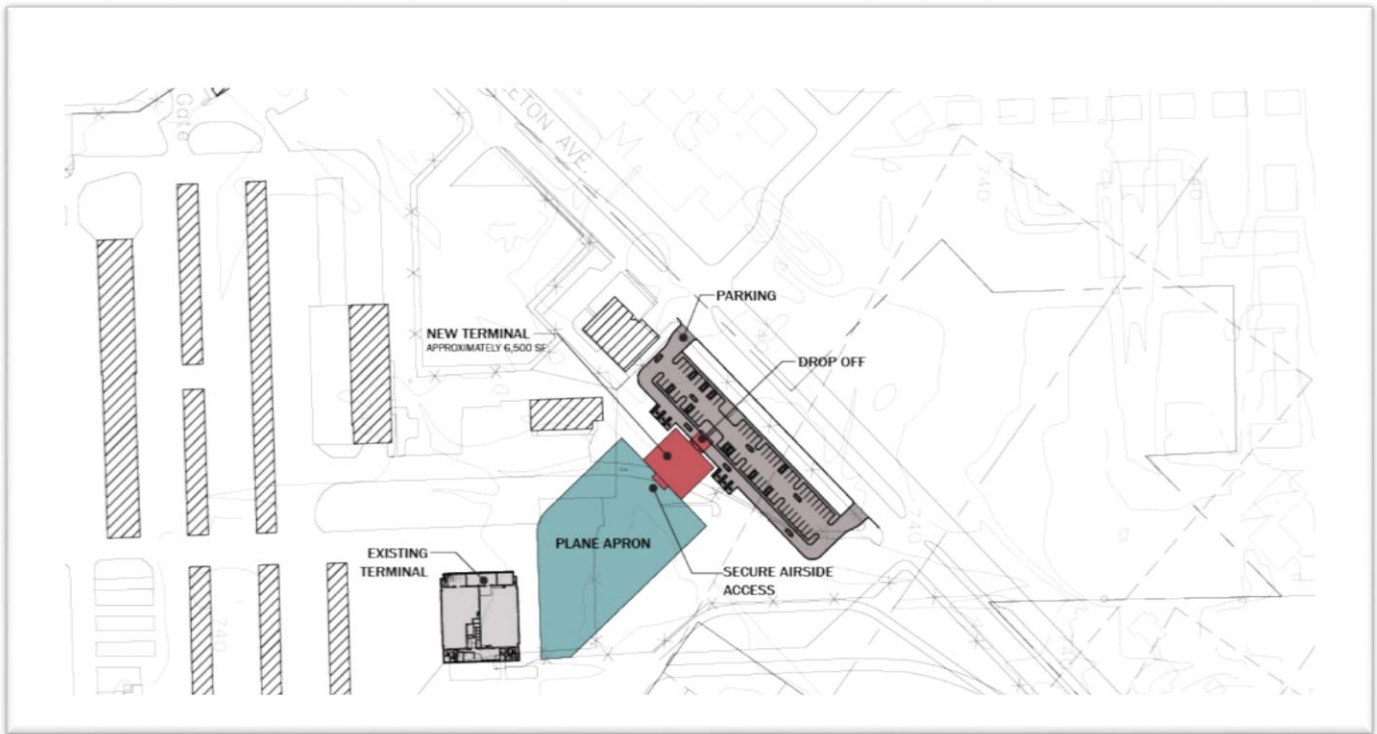 Gate
ETON AVE.
740
PARKING
NEW TERMINAL
APPROXIMATELY 6,500 SF.
DROP OFF
740
PLANE APRON
EXISTING
TERMINAL
SECURE AIRSIDE
ACCESS
740